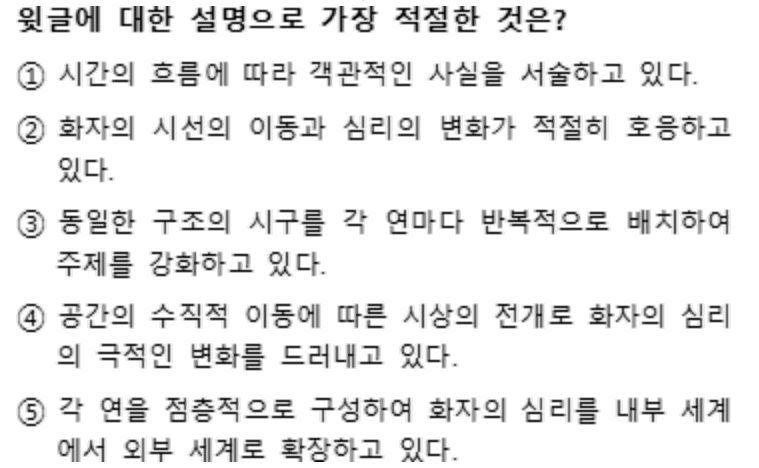 윗글에 대한 설명으로 가장 적절한 것은?
① 시간의 흐름에 따라 객관적인 사실을 서술하고 있다.
② 화자의 시선의 이동과 심리의 변화가 적절히 호응하고
있다.
③ 동일한 구조의 시구를 각 연마다 반복적으로 배치하여
주제를 강화하고 있다.
④ 공간의 수직적 이동에 따른 시상의 전개로 화자의 심리
의 극적인 변화를 드러내고 있다.
⑤ 각 연을 점층적으로 구성하여 화자의 심리를 내부 세계
에서 외부 세계로 확장하고 있다.